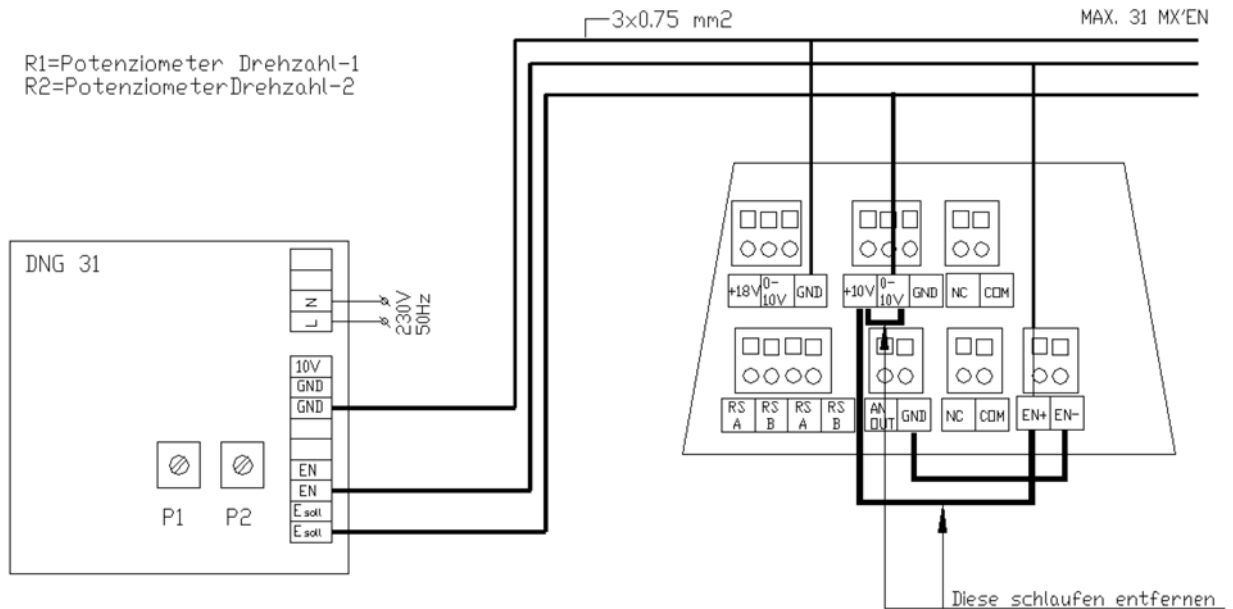 3x0.75 mm2
MAX. 31 MX'EN
R1=Potenziometer Drehzahl-1
R2=PotenziometerDrehzahl-2
DNG 31
N
L
230V
50Hz
10V
GND
GND
EN
EN
E soll
E soll
P1 P2
+18V 0-10V GND
+10V 0-10V GND
NC COM
RS A RS B RS A RS B
AN OUT GND
NC COM
EN+ EN-
Diese schlaufen entfernen